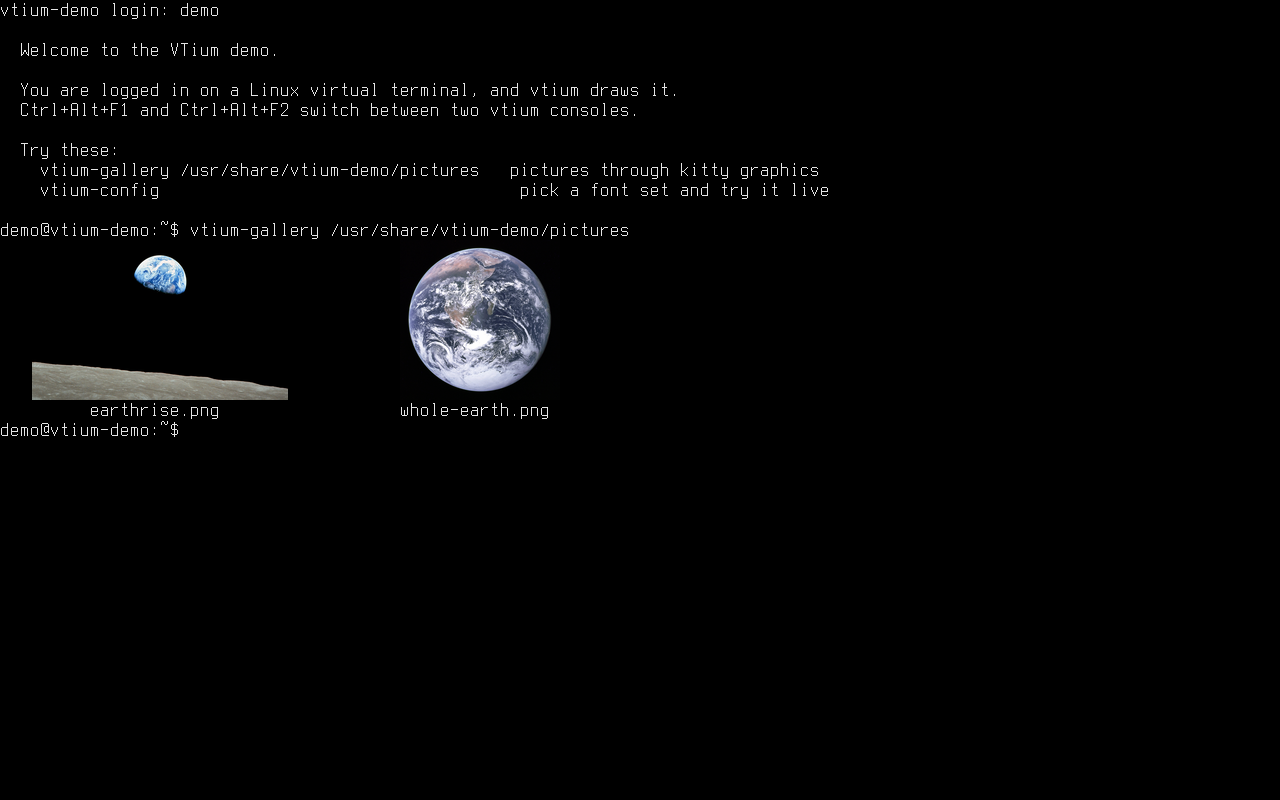 vtium-demo login: demo
Welcome to the VTium demo.
You are logged in on a Linux virtual terminal, and vtium draws it.
Ctrl+Alt+F1 and Ctrl+Alt+F2 switch between two vtium consoles.
Try these:
vtium-gallery /usr/share/vtium-demo/pictures   pictures through kitty graphics
vtium-config                                    pick a font set and try it live
demo@vtium-demo:~$ vtium-gallery /usr/share/vtium-demo/pictures
earthrise.png                  whole-earth.png
demo@vtium-demo:~$